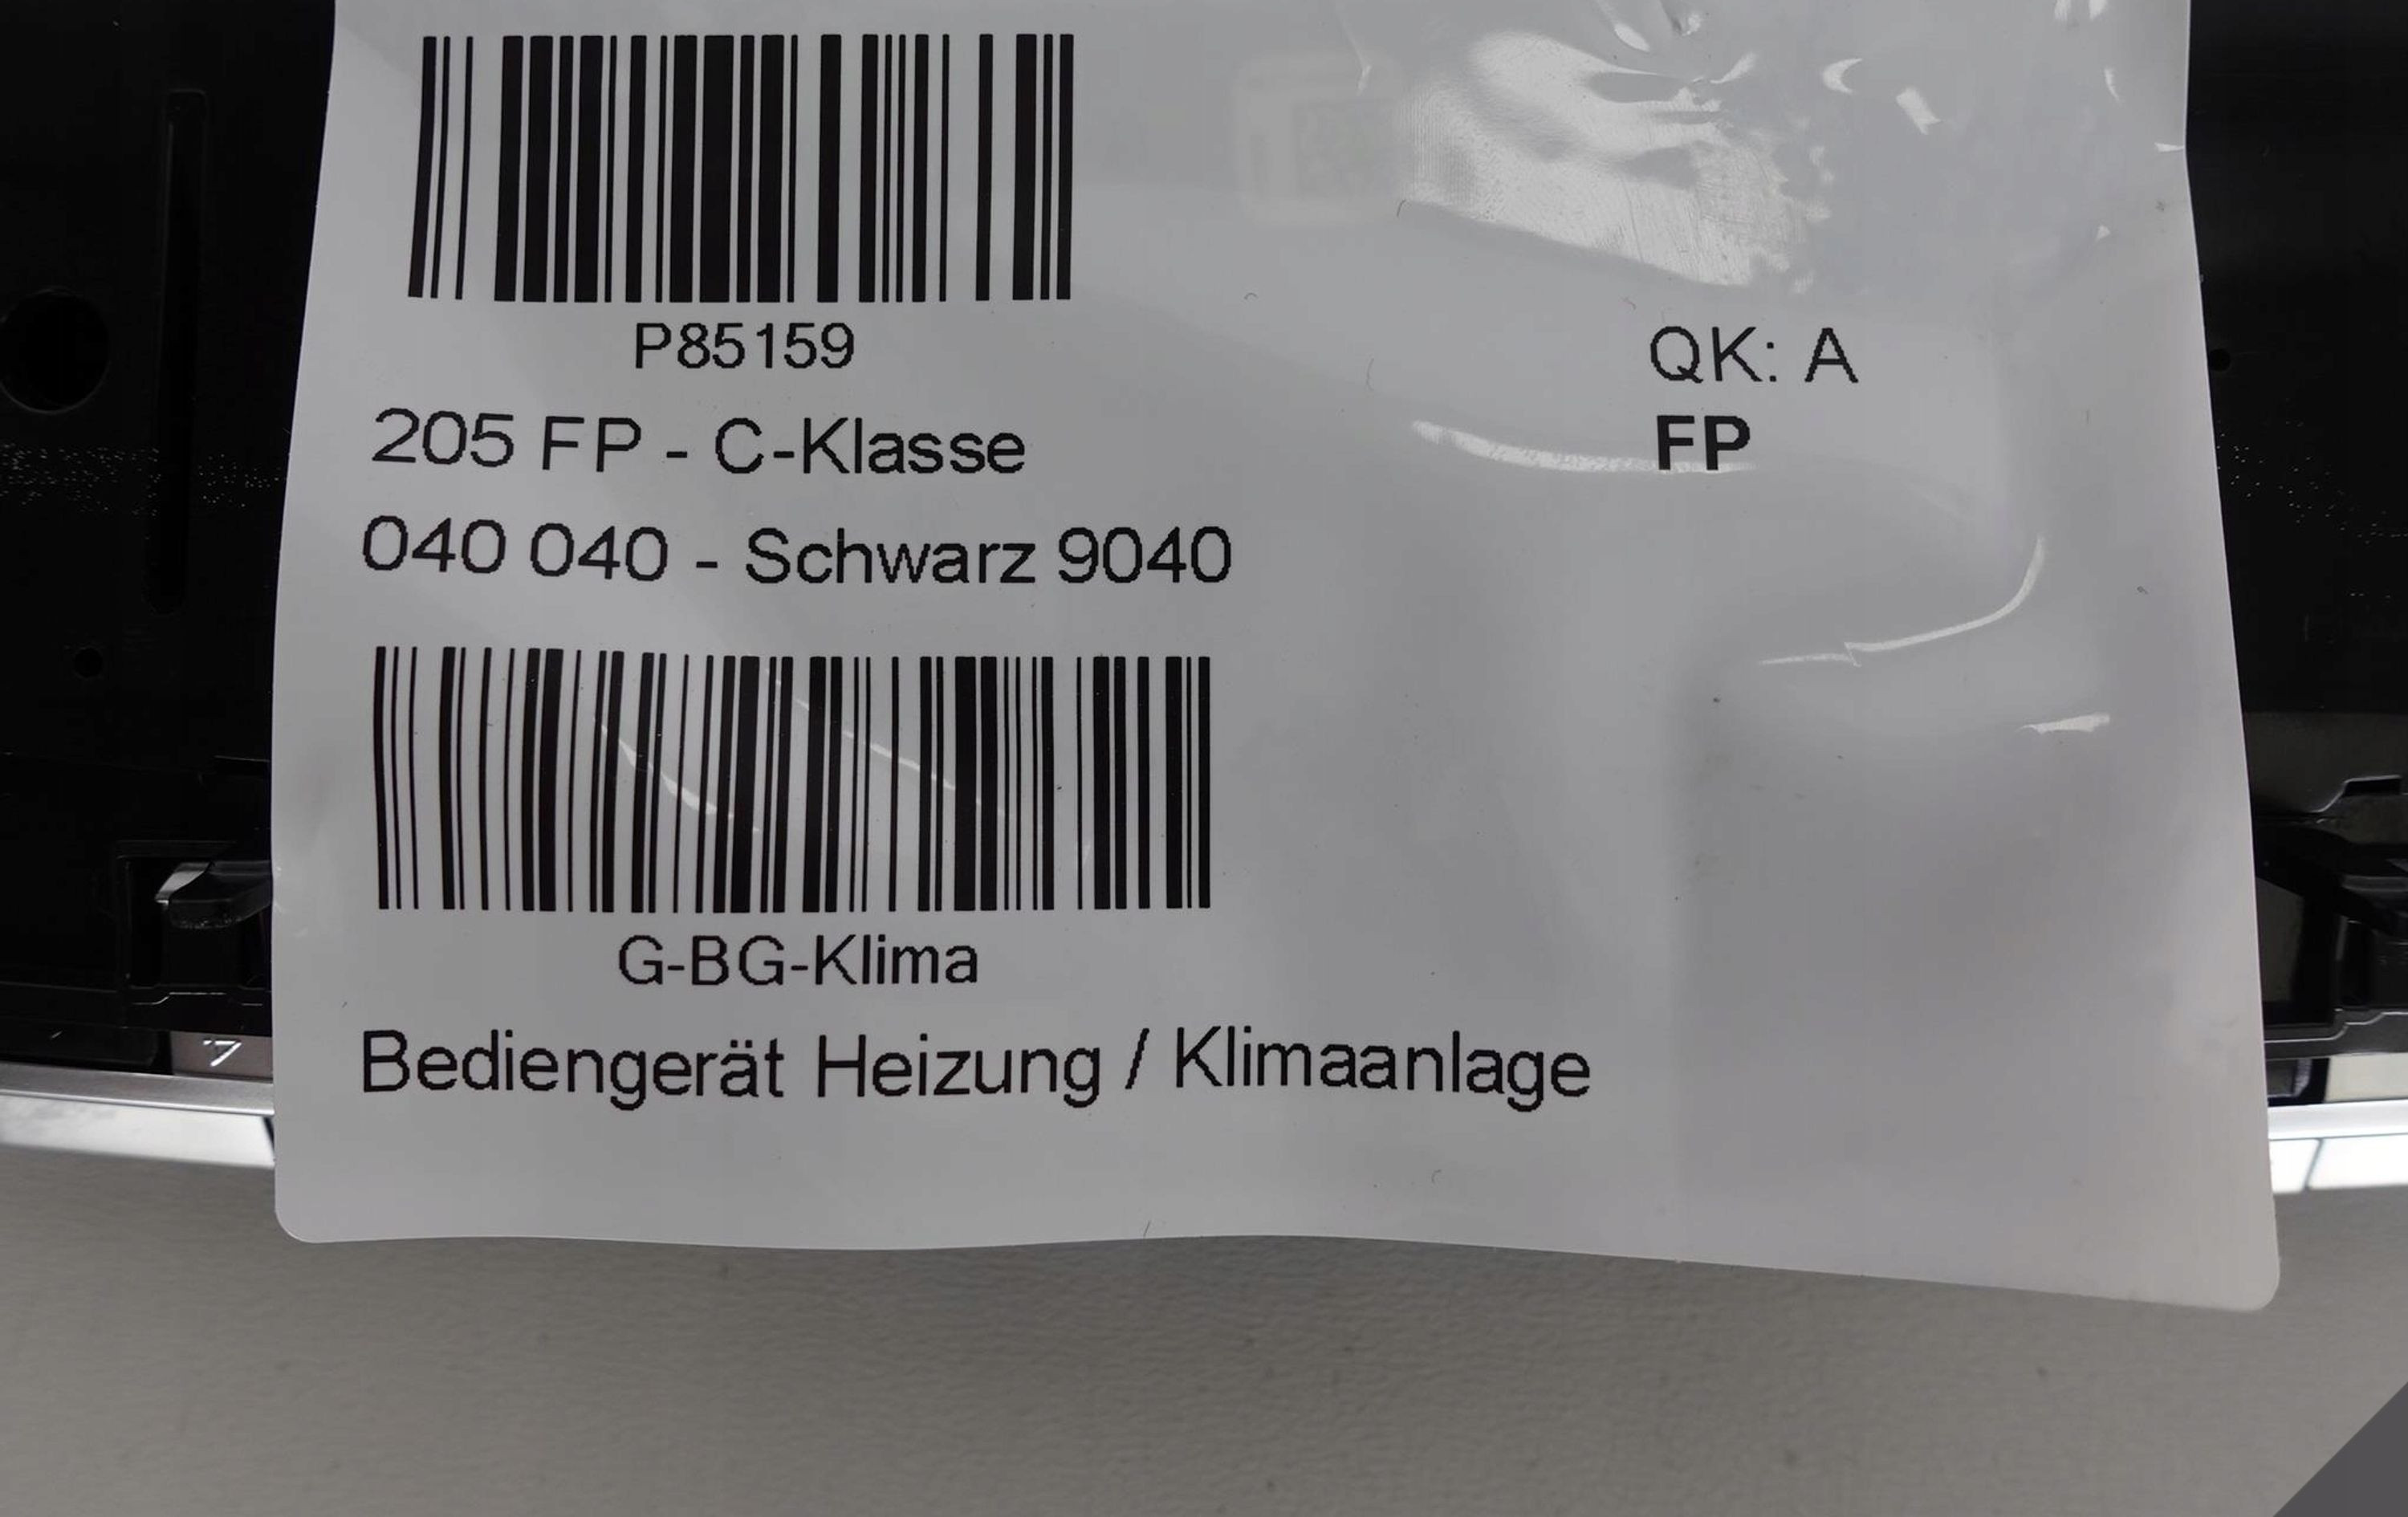 P85159
QK: A
205 FP - C-Klasse
FP
040 040 - Schwarz 9040
G-BG-Klima
Bediengerät Heizung / Klimaanlage